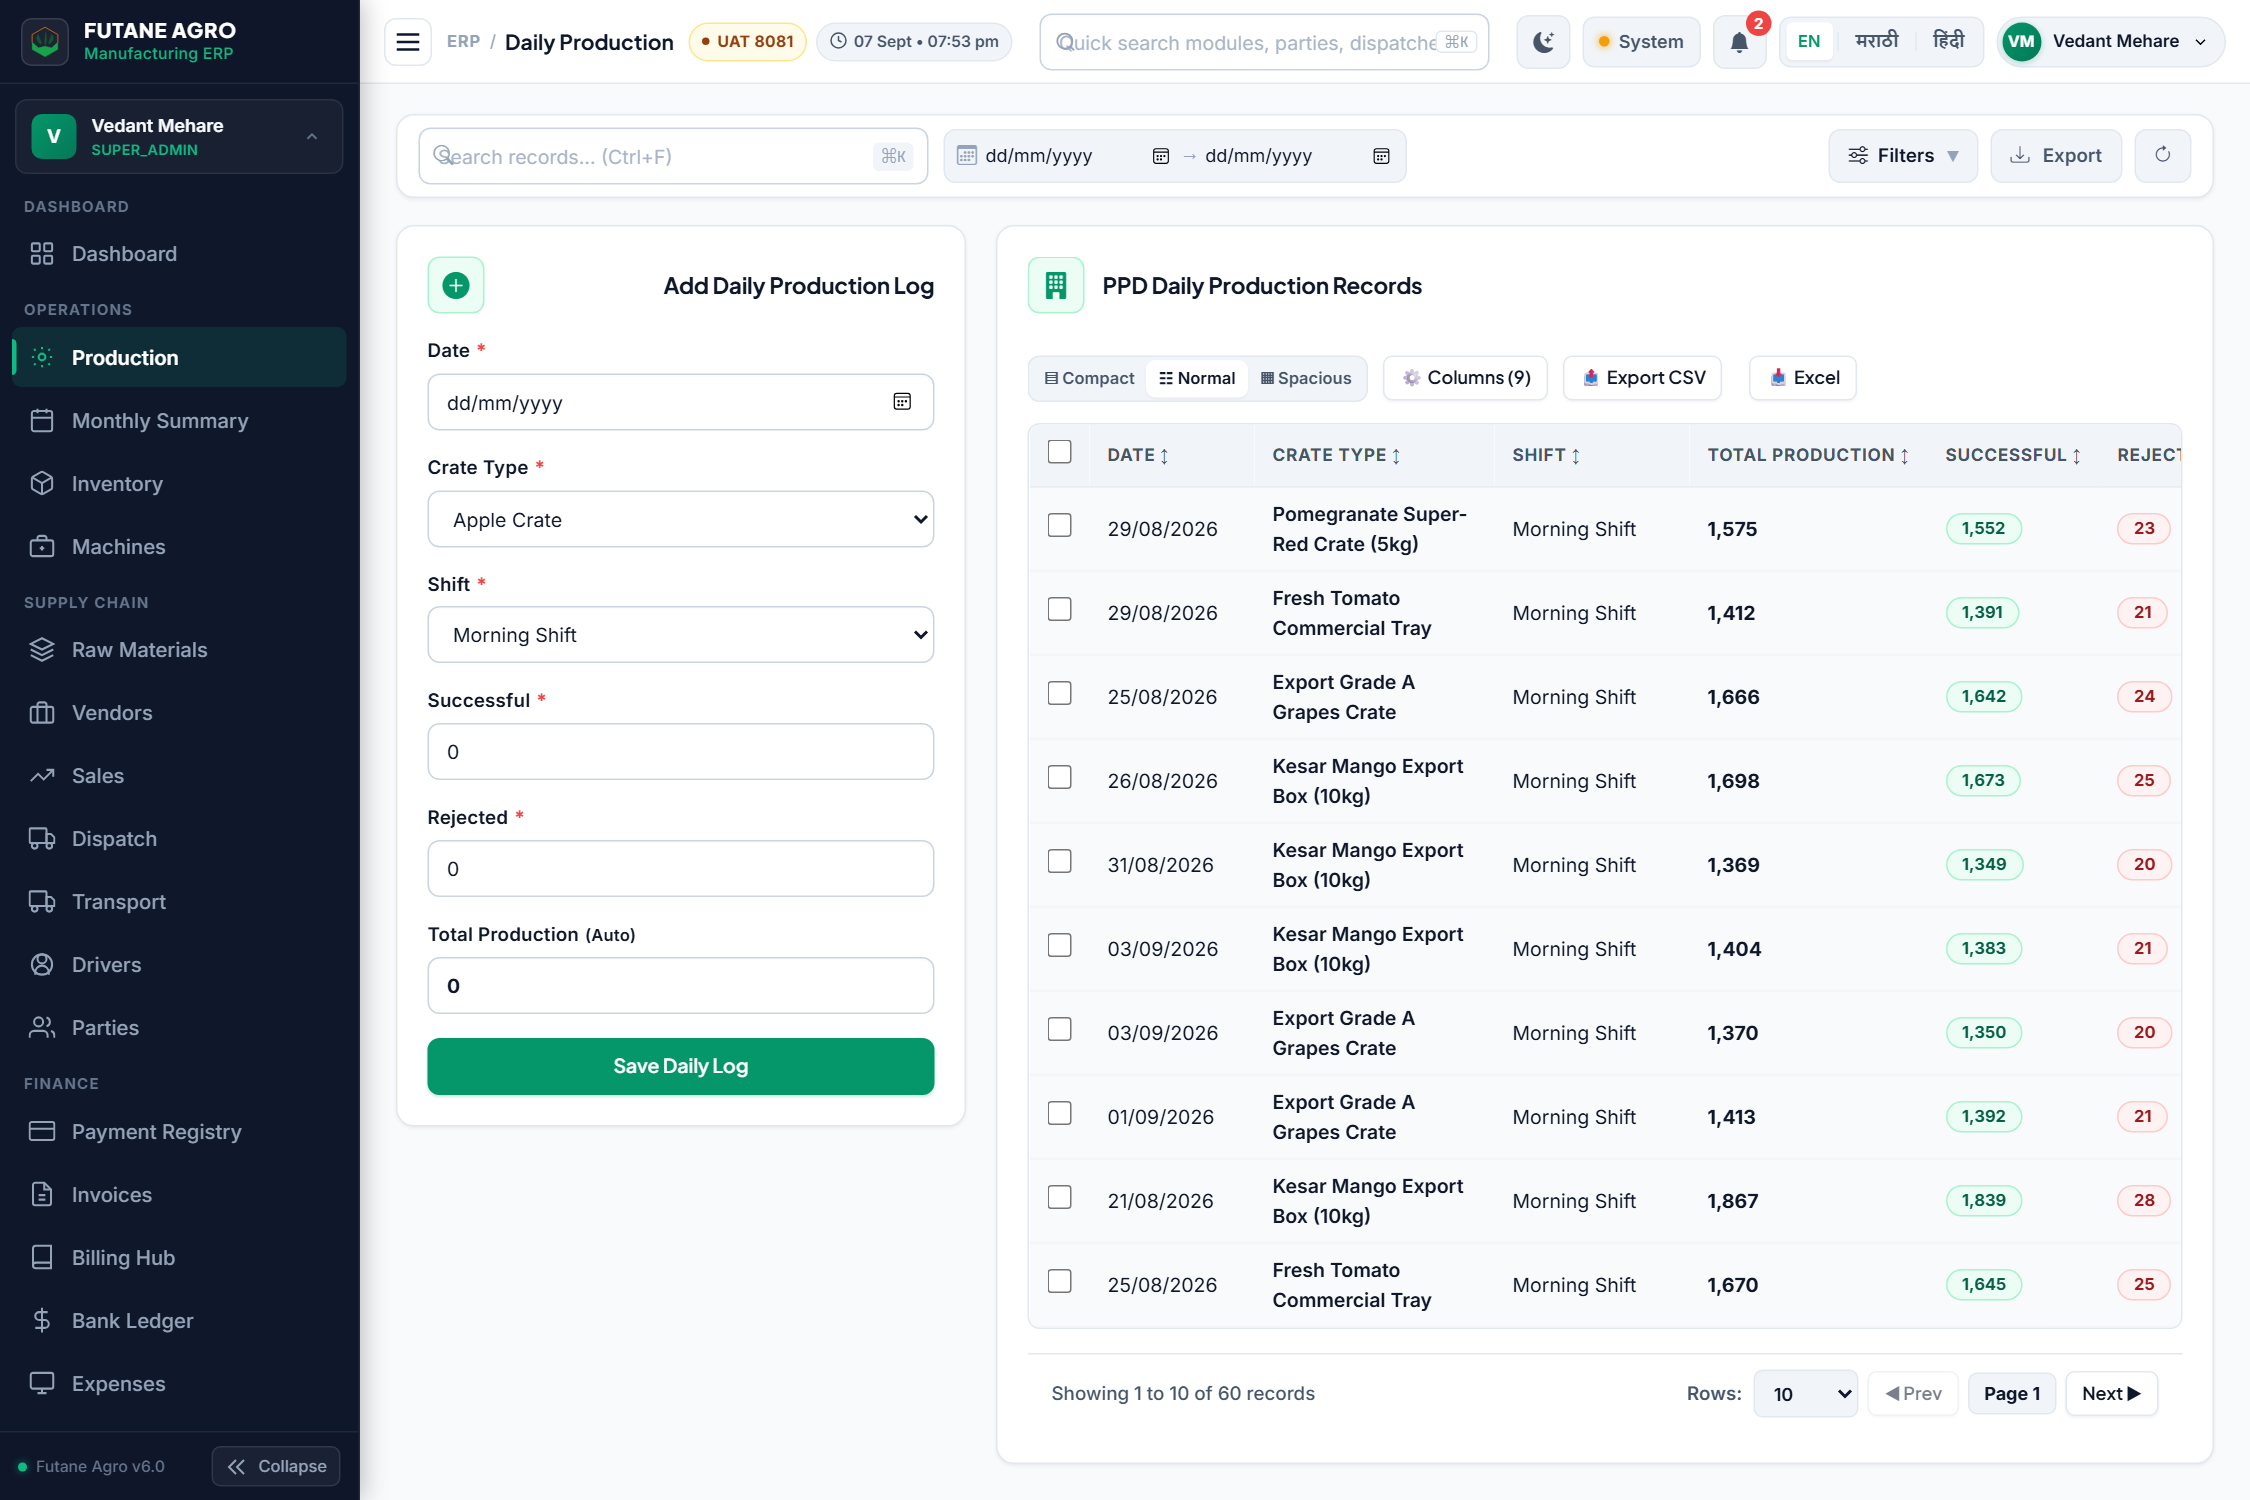 FUTANE AGRO
Manufacturing ERP
V
Vedant Mehare
SUPER_ADMIN
DASHBOARD
Dashboard
OPERATIONS
Production
Monthly Summary
Inventory
Machines
SUPPLY CHAIN
Raw Materials
Vendors
Sales
Dispatch
Transport
Drivers
Parties
FINANCE
Payment Registry
Invoices
Billing Hub
Bank Ledger
Expenses
Futane Agro v6.0
Collapse
ERP / Daily Production
UAT 8081
07 Sept • 07:53 pm
Quick search modules, parties, dispatche
⌘K
System
2
EN
मराठी
हिंदी
VM
Vedant Mehare
Search records... (Ctrl+F)
⌘K
dd/mm/yyyy → dd/mm/yyyy
Filters ▼
Export
Add Daily Production Log
Date *
dd/mm/yyyy
Crate Type *
Apple Crate
Shift *
Morning Shift
Successful *
0
Rejected *
0
Total Production (Auto)
0
Save Daily Log
PPD Daily Production Records
Compact
Normal
Spacious
Columns (9)
Export CSV
Excel
DATE ↕ CRATE TYPE ↕ SHIFT ↕ TOTAL PRODUCTION ↕ SUCCESSFUL ↕ REJECT
29/08/2026 Pomegranate Super-Red Crate (5kg) Morning Shift 1,575 1,552 23
29/08/2026 Fresh Tomato Commercial Tray Morning Shift 1,412 1,391 21
25/08/2026 Export Grade A Grapes Crate Morning Shift 1,666 1,642 24
26/08/2026 Kesar Mango Export Box (10kg) Morning Shift 1,698 1,673 25
31/08/2026 Kesar Mango Export Box (10kg) Morning Shift 1,369 1,349 20
03/09/2026 Kesar Mango Export Box (10kg) Morning Shift 1,404 1,383 21
03/09/2026 Export Grade A Grapes Crate Morning Shift 1,370 1,350 20
01/09/2026 Export Grade A Grapes Crate Morning Shift 1,413 1,392 21
21/08/2026 Kesar Mango Export Box (10kg) Morning Shift 1,867 1,839 28
25/08/2026 Fresh Tomato Commercial Tray Morning Shift 1,670 1,645 25
Showing 1 to 10 of 60 records
Rows: 10
◀ Prev
Page 1
Next ▶